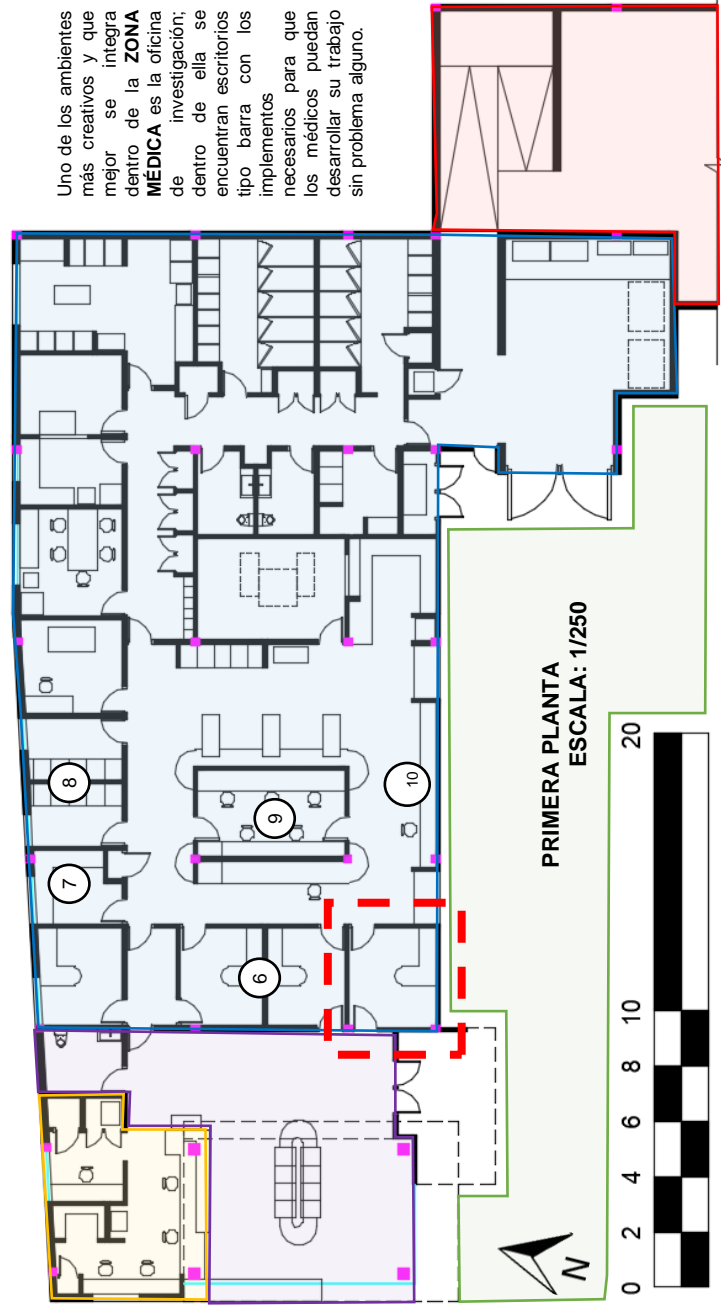 Uno de los ambientes
más creativos y que
mejor se integra
dentro de la ZONA
MÉDICA es la oficina
de investigación;
dentro de ella se
encuentran escritorios
tipo barra con los
implementos
necesarios para que
los médicos puedan
desarrollar su trabajo
sin problema alguno.
8
7
9
10
6
PRIMERA PLANTA
ESCALA: 1/250
N
0
2
4
6
8
10
20